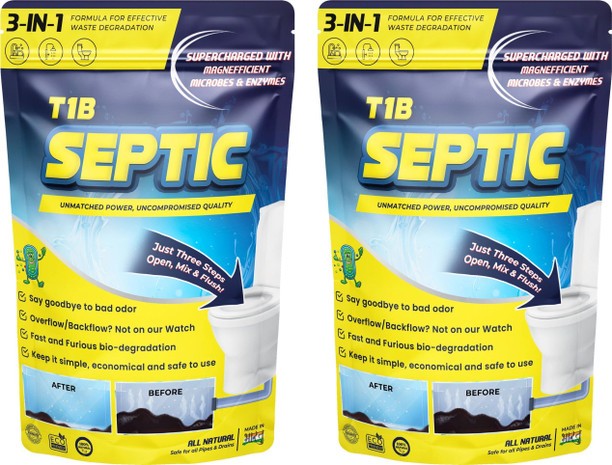 3-IN-1
FORMULA FOR EFFECTIVE
WASTE DEGRADATION
SUPERCHARGED WITH
MAGNEFFICIENT
MICROBES & ENZYMES
T1B
SEPTIC
UNMATCHED POWER, UNCOMPROMISED QUALITY
Just Three Steps
Open, Mix & Flush!
Say goodbye to bad odor
Overflow/Backflow? Not on our Watch
Fast and Furious bio-degradation
Keep it simple, economical and safe to use
AFTER
BEFORE
ECO
100%
ALL NATURAL
Safe for all Pipes & Drains
MADE IN
3-IN-1
FORMULA FOR EFFECTIVE
WASTE DEGRADATION
SUPERCHARGED WITH
MAGNEFFICIENT
MICROBES & ENZYMES
T1B
SEPTIC
UNMATCHED POWER, UNCOMPROMISED QUALITY
Just Three Steps
Open, Mix & Flush!
Say goodbye to bad odor
Overflow/Backflow? Not on our Watch
Fast and Furious bio-degradation
Keep it simple, economical and safe to use
AFTER
BEFORE
ECO
100%
ALL NATURAL
Safe for all Pipes & Drains
MADE IN